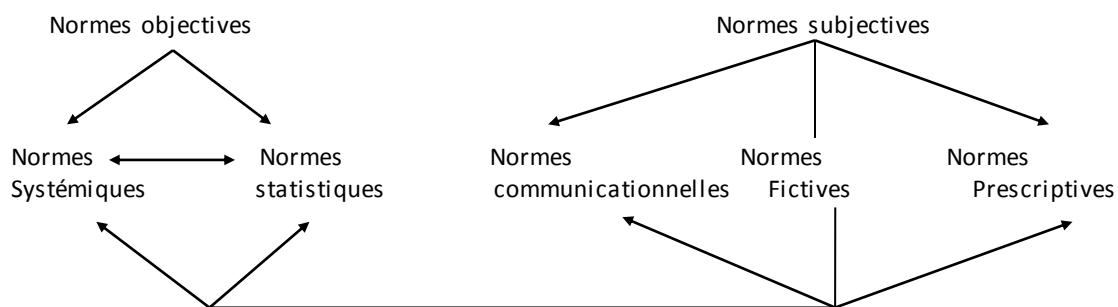 Normes objectives
Normes subjectives
Normes
Systémiques
Normes
statistiques
Normes
communicationnelles
Normes
Fictives
Normes
Prescriptives